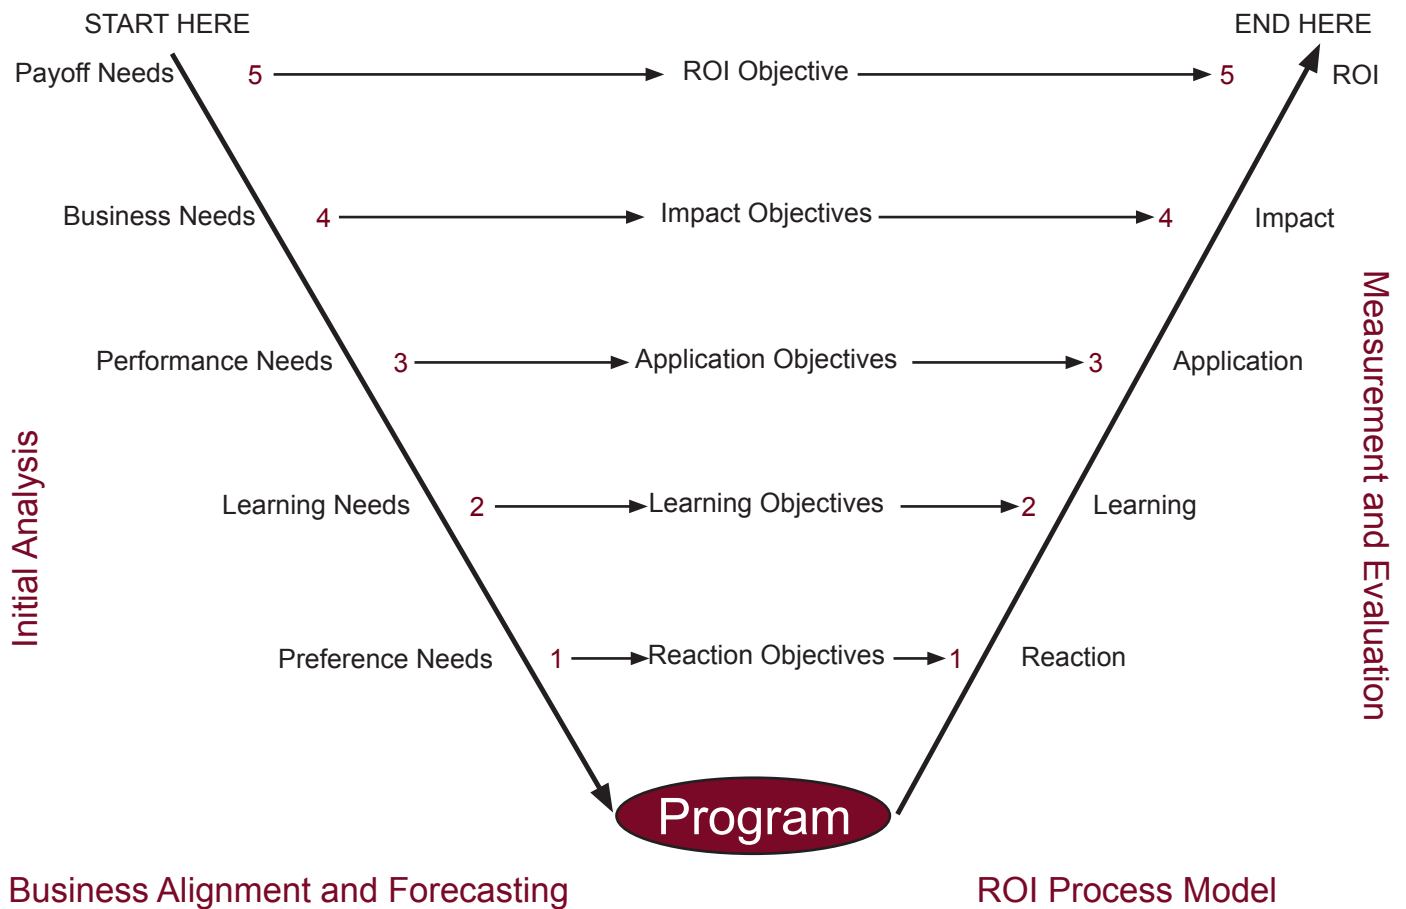 START HERE
END HERE
Payoff Needs 5 ROI Objective 5 ROI
Business Needs 4 Impact Objectives 4 Impact
Performance Needs 3 Application Objectives 3 Application
Learning Needs 2 Learning Objectives 2 Learning
Preference Needs 1 Reaction Objectives 1 Reaction
Initial Analysis
Measurement and Evaluation
Program
Business Alignment and Forecasting
ROI Process Model